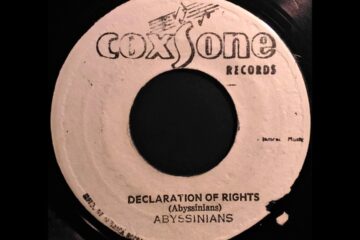 coxsone
RECORDS
DECLARATION OF RIGHTS
(Abyssinians)
ABYSSINIANS